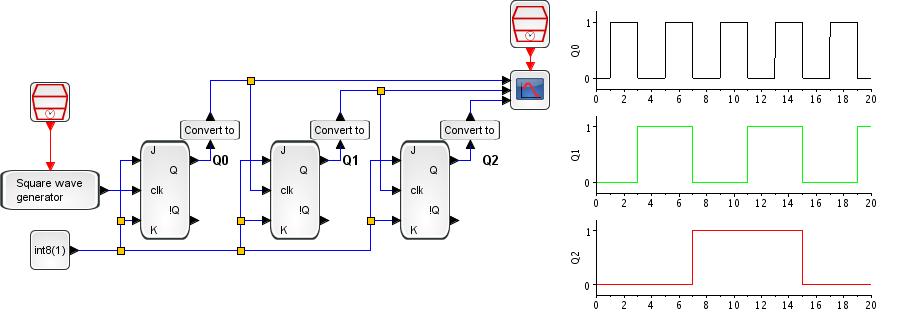 Square wave
generator
int8(1)
J
Q
clk
!Q
K
Convert to
Q0
J
Q
clk
!Q
K
Convert to
Q1
J
Q
clk
!Q
K
Convert to
Q2
Q0
1
0
0 2 4 6 8 10 12 14 16 18 20
Q1
1
0
0 2 4 6 8 10 12 14 16 18 20
Q2
1
0
0 2 4 6 8 10 12 14 16 18 20